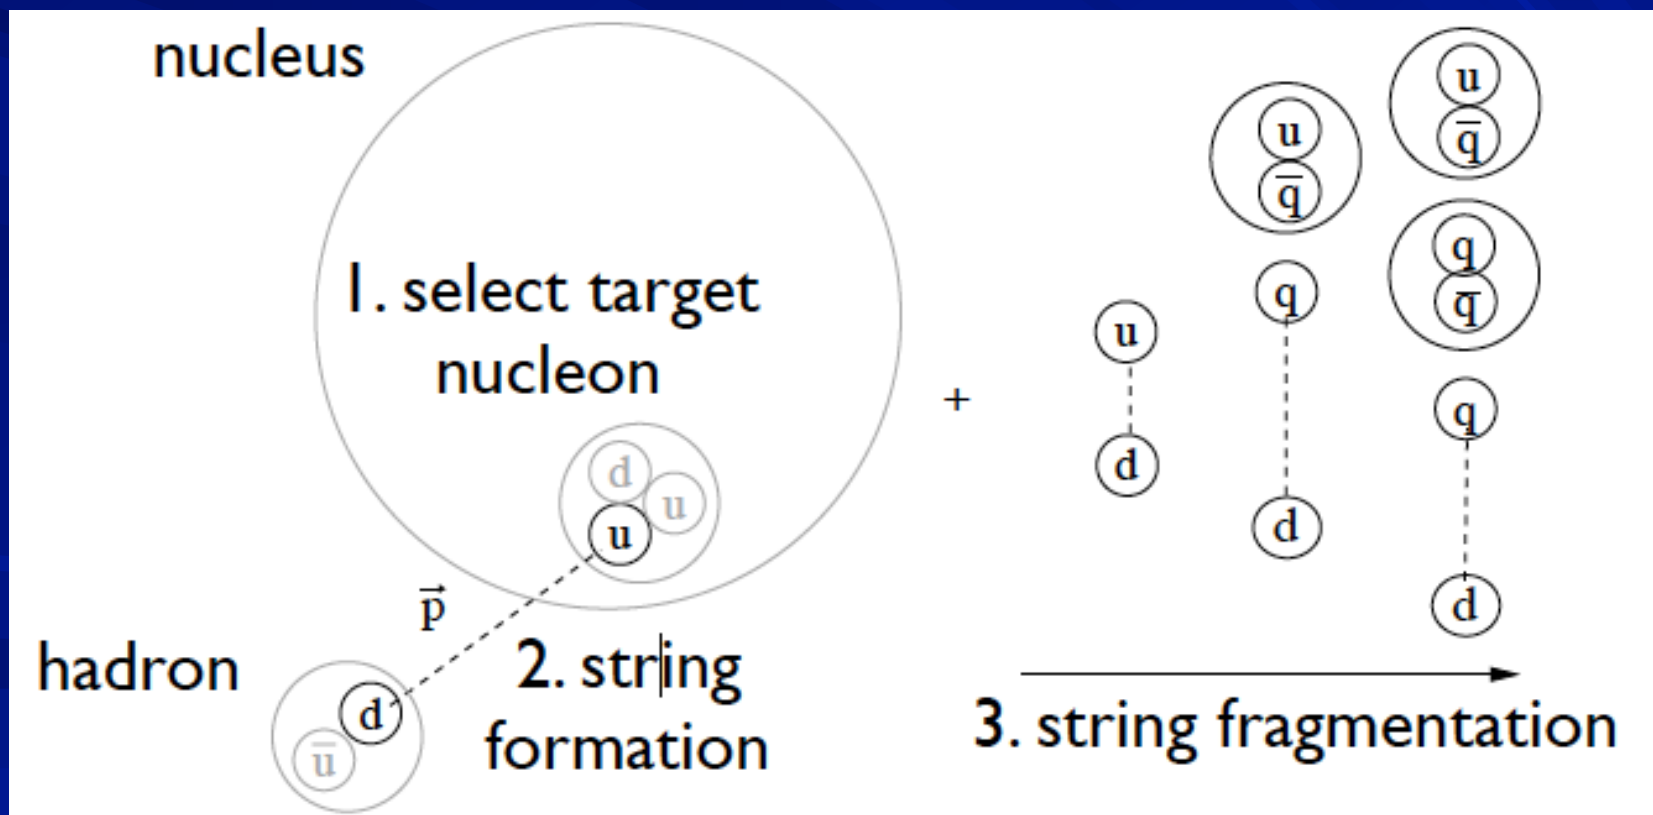 nucleus
1. select target
nucleon
d
u
u
p⃗
hadron
d
u̅
2. string
formation
+
u
d
u
q̅
q
d
u
q̅
q
q̅
q
d
3. string fragmentation